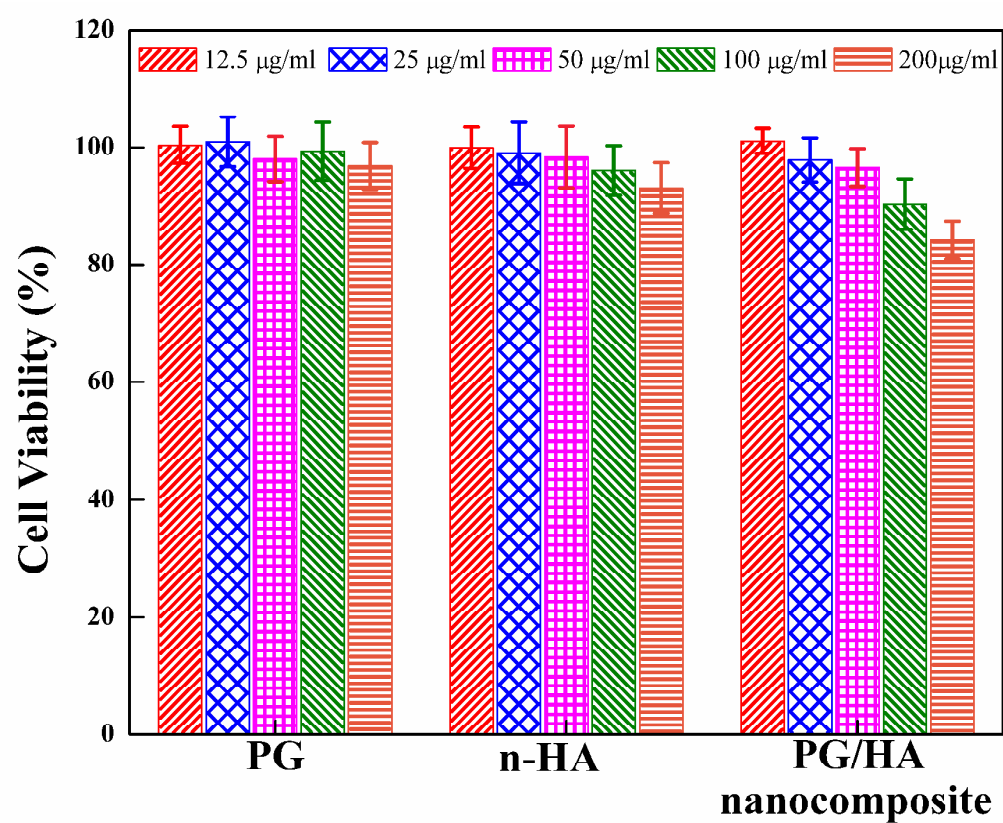 120
12.5 μg/ml 25 μg/ml 50 μg/ml 100 μg/ml 200μg/ml
100
80
60
40
20
0
Cell Viability (%)
PG n-HA PG/HA
nanocomposite